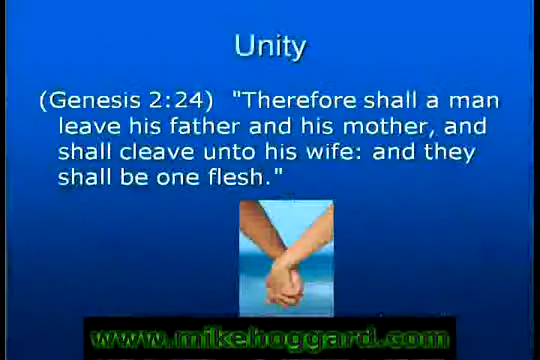 Unity
(Genesis 2:24) "Therefore shall a man
leave his father and his mother, and
shall cleave unto his wife: and they
shall be one flesh."
www.mikehoggard.com